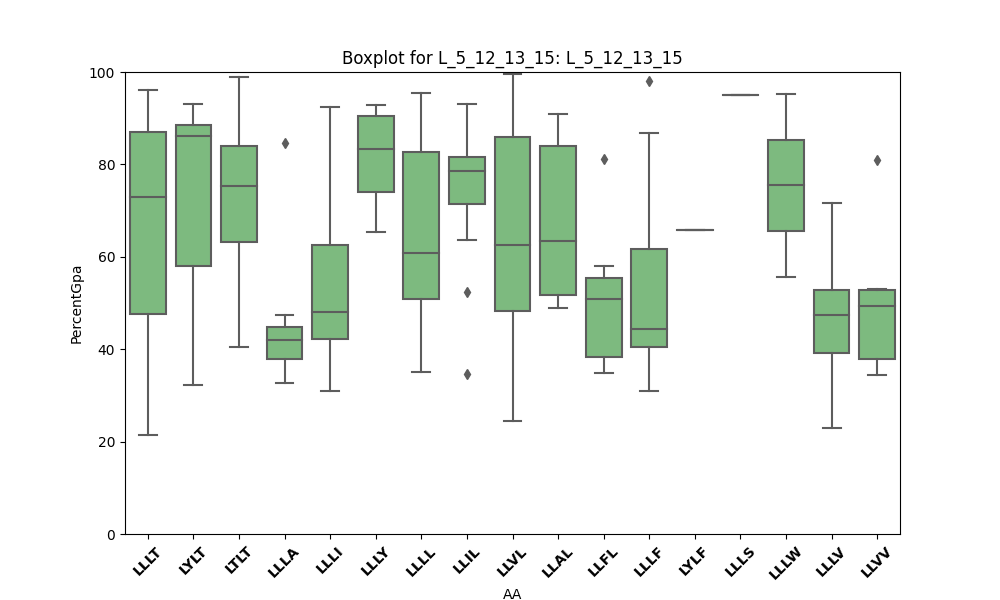 Boxplot for L_5_12_13_15: L_5_12_13_15
100
80
60
40
20
0
PercentGpa
LLLT LYLT LTLT LLLA LLLI LLLY LLLL LLIL LLVL LLAL LLFL LLLF LYLF LLLS LLLW LLLV LLVV
AA